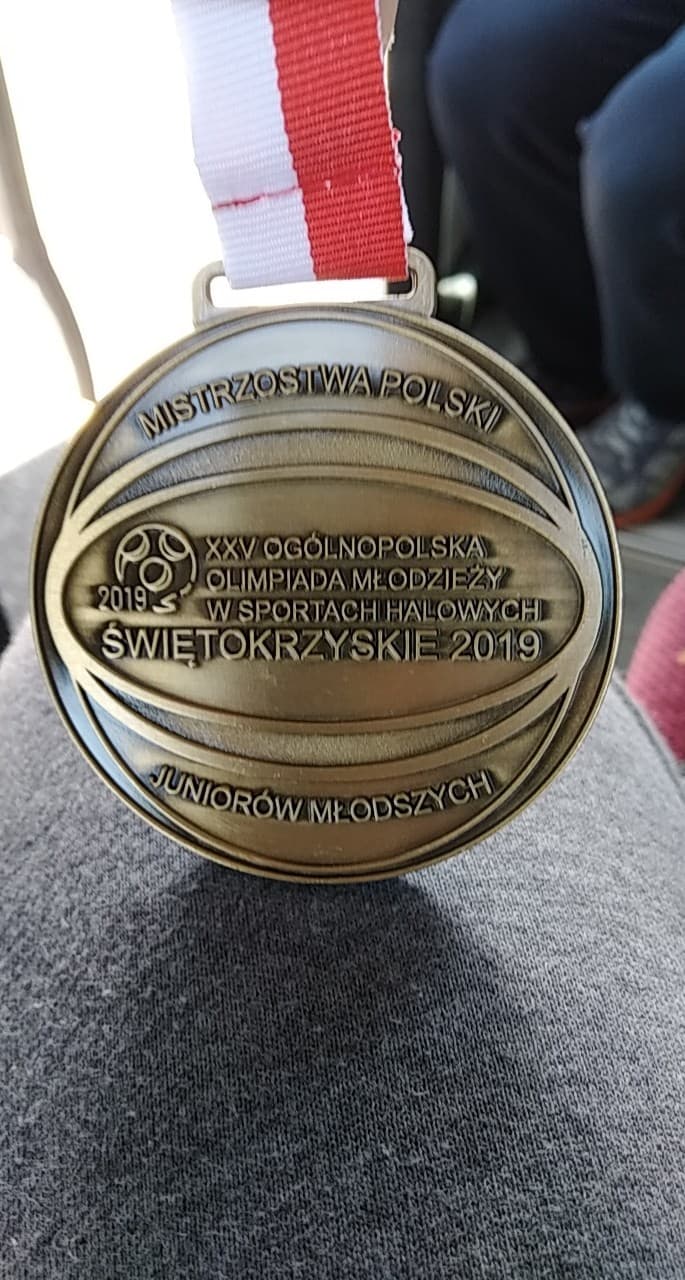 MISTRZOSTWA POLSKI
XXV OGÓLNOPOLSKA
OLIMPIADA MŁODZIEŻY
2019
W SPORTACH HALOWYCH
ŚWIĘTOKRZYSKIE 2019
JUNIORÓW MŁODSZYCH